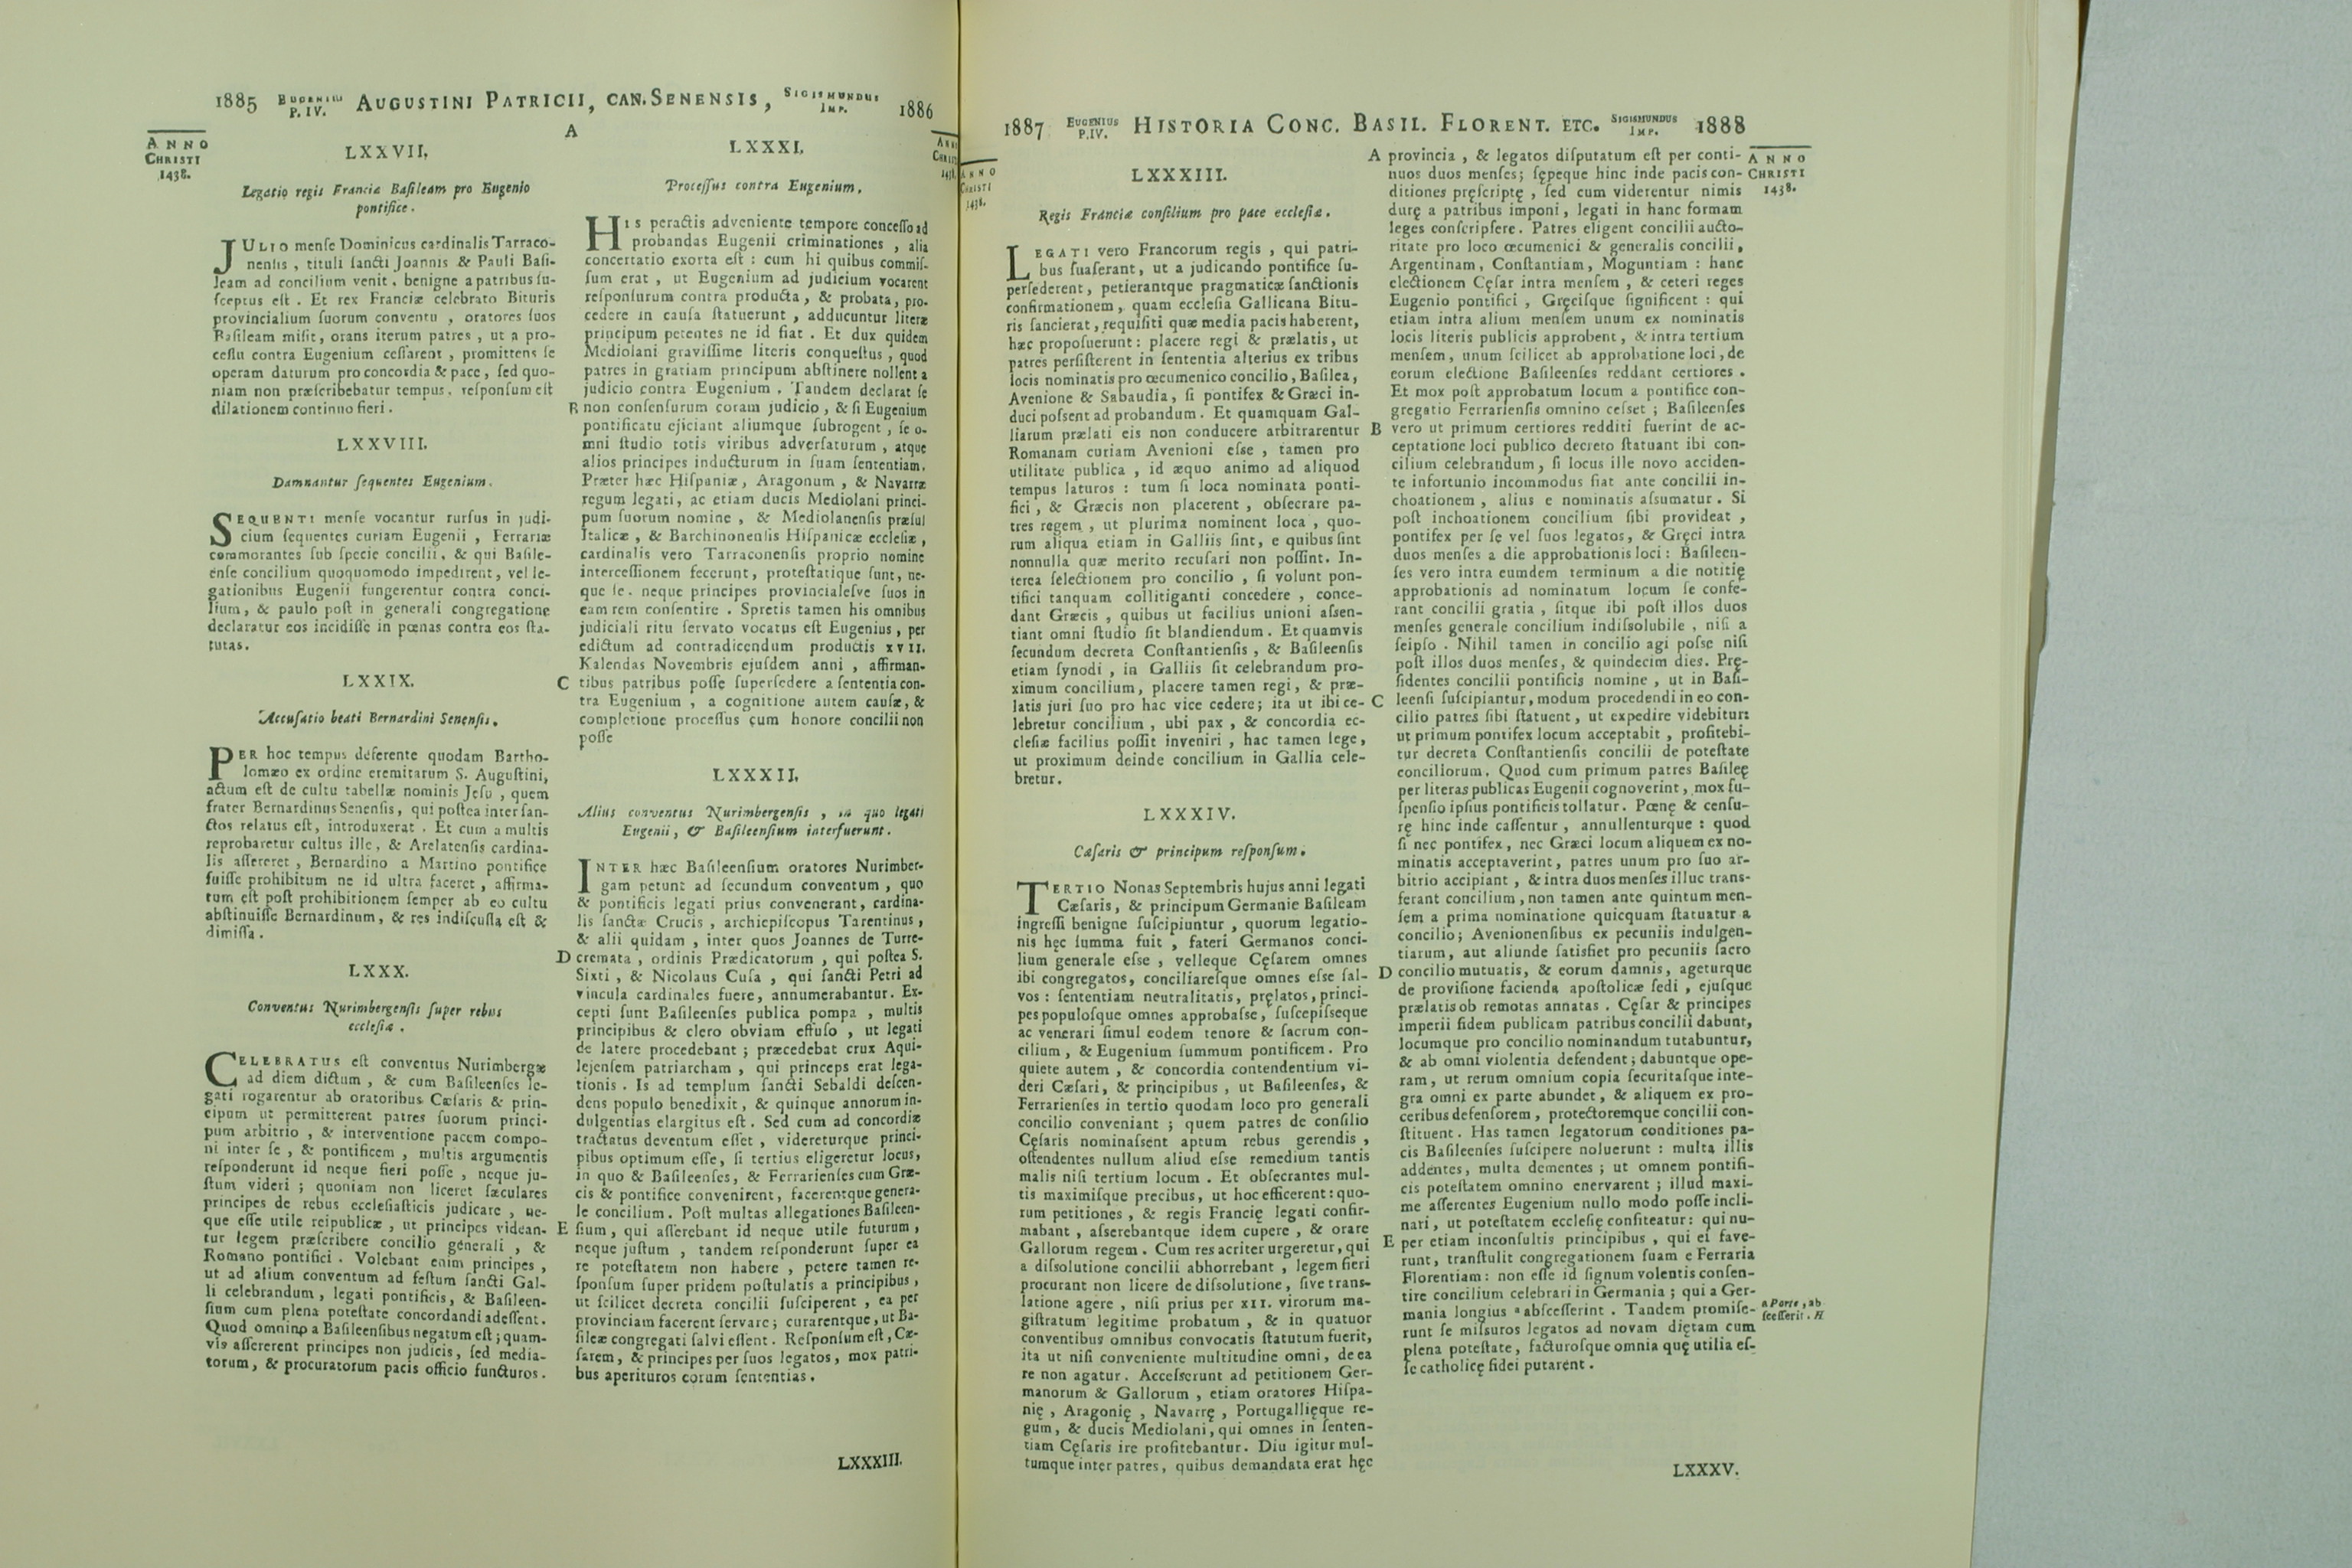 1885 EUGENIUS P. IV. AUGUSTINI PATRICII, CAN. SENENSIS, SIGISMUNDUS IMP. 1886
ANNO
CHRISTI
1438.
LXXVII.
Legatio regis Franciæ Basileam pro Eugenio
pontifice.
JULIO menſe Dominicus cardinalis Tarraco-
nenſis, tituli ſancti Joannis & Pauli Baſi-
leam ad concilium venit, benigne a patribus ſu-
ſceptus eſt. Et rex Franciæ celebrato Bituris
provincialium ſuorum conventu, oratores ſuos
Baſileam miſit, orans iterum patres, ut a pro-
ceſſu contra Eugenium ceſſarent, promittens ſe
operam daturum pro concordia & pace, ſed quo-
niam non præſcribebatur tempus, reſponſum eſt
dilationem continuo fieri.
LXXVIII.
Damnantur ſequentes Eugenium.
SEQUENTI menſe vocantur rurſus in judi-
cium ſequentes curiam Eugenii, Ferrariæ
commorantes ſub ſpecie concilii, & qui Baſile-
enſe concilium quoquomodo impedirent, vel le-
gationibus Eugenii fungerentur contra conci-
lium, & paulo poſt in generali congregatione
declaratur eos incidiſſe in pœnas contra eos ſta-
tutas.
LXXIX.
Accuſatio beati Bernardini Senenſis.
PER hoc tempus deferente quodam Bartho-
lomæo ex ordine eremitarum S. Auguſtini,
actum eſt de cultu tabellæ nominis Jeſu, quem
frater Bernardinus Senenſis, qui poſtea inter ſan-
ctos relatus eſt, introduxerat. Et cum a multis
reprobaretur cultus ille, & Arelatenſis cardina-
lis aſſereret, Bernardino a Martino pontifice
fuiſſe prohibitum ne id ultra faceret, affirma-
tum eſt poſt prohibitionem ſemper ab eo cultu
abſtinuiſſe Bernardinum, & res indiſcuſſa eſt &
dimiſſa.
LXXX.
Conventus Nurimbergenſis ſuper rebus
eccleſiæ.
CELEBRATUS eſt conventus Nurimbergæ
ad diem dictum, & cum Baſileenſes le-
gati rogarentur ab oratoribus Cæſaris & prin-
cipum ut permitterent patres ſuorum princi-
pum arbitrio, & interventione pacem compo-
ni inter ſe, & pontificem, multis argumentis
reſponderunt id neque fieri poſſe, neque ju-
ſtum videri; quoniam non liceret ſæculares
principes de rebus eccleſiaſticis judicare, ne-
que eſſe utile reipublicæ, ut principes videan-
tur legem præſcribere concilio generali, &
Romano pontifici. Volebant enim principes,
ut ad alium conventum ad feſtum ſancti Gal-
li celebrandum, legati pontificis, & Baſileen-
ſium cum plena poteſtate concordandi adeſſent.
Quod omnino a Baſileenſibus negatum eſt; quam-
vis aſſererent principes non judicis, ſed media-
torum, & procuratorum pacis officio functuros.
A
LXXXI.
Proceſſus contra Eugenium.
HIS peractis adveniente tempore conceſſo ad
probandas Eugenii criminationes, alia
concertatio exorta eſt: cum hi quibus commiſ-
ſum erat, ut Eugenium ad judicium vocarent
reſponſurum contra producta, & probata, pro-
cedere in cauſa ſtatuerunt, adducuntur literæ
principum petentes ne id fiat. Et dux quidem
Mediolani graviſſime literis conqueſtus, quod
patres in gratiam principum abſtinere nollent a
judicio contra Eugenium. Tandem declarat ſe
B non conſenſurum coram judicio, & ſi Eugenium
pontificatu ejiciant aliumque ſubrogent, ſe o-
mni ſtudio totis viribus adverſaturum, atque
alios principes inducturum in ſuam ſententiam.
Præter hæc Hiſpaniæ, Aragonum, & Navarræ
regum legati, ac etiam ducis Mediolani princi-
pum ſuorum nomine, & Mediolanenſis præſul
Italicæ, & Barchinonenſis Hiſpanicæ eccleſiæ,
cardinalis vero Tarraconenſis proprio nomine
interceſſionem fecerunt, proteſtatique ſunt, ne-
que ſe, neque principes provincialeſve ſuos in
eam rem conſentire. Spretis tamen his omnibus
judiciali ritu ſervato vocatus eſt Eugenius, per
edictum ad contradicendum productis XVII.
Kalendas Novembris ejuſdem anni, affirman-
C tibus patribus poſſe ſuperſedere a ſententia con-
tra Eugenium, a cognitione autem cauſæ, &
completione proceſſus cum honore concilii non
poſſe
LXXXII.
Alius conventus Nurimbergenſis, in quo legati
Eugenii, & Baſileenſium interfuerunt.
INTER hæc Baſileenſium oratores Nurimber-
gam petunt ad ſecundum conventum, quo
& pontificis legati prius convenerant, cardina-
lis ſanctæ Crucis, archiepiſcopus Tarentinus,
& alii quidam, inter quos Joannes de Turre-
D cremata, ordinis Prædicatorum, qui poſtea S.
Sixti, & Nicolaus Cuſa, qui ſancti Petri ad
vincula cardinales fuere, annumerabantur. Ex-
cepti ſunt Baſileenſes publica pompa, multis
principibus & clero obviam effuſo, ut legati
de latere procedebant; præcedebat crux Aqui-
lejenſem patriarcham, qui princeps erat lega-
tionis. Is ad templum ſancti Sebaldi deſcen-
dens populo benedixit, & quinque annorum in-
dulgentias elargitus eſt. Sed cum ad concordiæ
tractatus deventum eſſet, videreturque princi-
pibus optimum eſſe, ſi tertius eligeretur locus,
in quo & Baſileenſes, & Ferrarienſes cum Græ-
cis & pontifice convenirent, facerentque genera-
le concilium. Poſt multas allegationes Baſileen-
E ſium, qui aſſerebant id neque utile futurum,
neque juſtum, tandem reſponderunt ſuper ea
re poteſtatem non habere, petere tamen re-
ſponſum ſuper pridem poſtulatis a principibus,
ut ſcilicet decreta concilii ſuſciperent, ea per
provinciam facerent ſervare; curarentque, ut Ba-
ſileæ congregati ſalvi eſſent. Reſponſum eſt, Cæ-
ſarem, & principes per ſuos legatos, mox patri-
bus aperituros eorum ſententias.
LXXXIII.
1887 EUGENIUS P. IV. HISTORIA CONC. BASIL. FLORENT. ETC. SIGISMUNDUS IMP. 1888
ANNO
CHRISTI
1438.
LXXXIII.
Regis Franciæ conſilium pro pace eccleſiæ.
LEGATI vero Francorum regis, qui patri-
bus ſuaſerant, ut a judicando pontifice ſu-
perſederent, petierantque pragmaticæ ſanctionis
confirmationem, quam eccleſia Gallicana Bitu-
ris ſancierat, requiſiti quæ media pacis haberent,
hæc propoſuerunt: placere regi & prælatis, ut
patres perſiſterent in ſententia alterius ex tribus
locis nominatis pro œcumenico concilio, Baſilea,
Avenione & Sabaudia, ſi pontifex & Græci in-
duci poſsent ad probandum. Et quamquam Gal-
liarum prælati eis non conducere arbitrarentur
Romanam curiam Avenioni eſse, tamen pro
utilitate publica, id æquo animo ad aliquod
tempus laturos: tum ſi loca nominata ponti-
fici, & Græcis non placerent, obſecrare pa-
tres regem, ut plurima nominent loca, quo-
rum aliqua etiam in Galliis ſint, e quibus ſint
nonnulla quæ merito recuſari non poſſint. In-
terea ſelectionem pro concilio, ſi volunt pon-
tifici tanquam collitiganti concedere, conce-
dant Græcis, quibus ut facilius unioni aſsen-
tiant omni ſtudio ſit blandiendum. Et quamvis
ſecundum decreta Conſtantienſis, & Baſileenſis
etiam ſynodi, in Galliis ſit celebrandum pro-
ximum concilium, placere tamen regi, & præ-
latis juri ſuo pro hac vice cedere; ita ut ibi ce-
lebretur concilium, ubi pax, & concordia ec-
cleſiæ facilius poſſit inveniri, hac tamen lege,
ut proximum deinde concilium in Gallia cele-
bretur.
LXXXIV.
Cæſaris & principum reſponſum.
TERTIO Nonas Septembris hujus anni legati
Cæſaris, & principum Germanie Baſileam
ingreſſi benigne ſuſcipiuntur, quorum legatio-
nis hęc ſumma fuit, fateri Germanos conci-
lium generale eſse, velleque Cęſarem omnes
ibi congregatos, conciliareſque omnes eſse ſal-
vos: ſententiam neutralitatis, pręlatos, princi-
pes populoſque omnes approbaſse, ſuſcepiſseque
ac venerari ſimul eodem tenore & ſacrum con-
cilium, & Eugenium ſummum pontificem. Pro
quiete autem, & concordia contendentium vi-
deri Cæſari, & principibus, ut Baſileenſes, &
Ferrarienſes in tertio quodam loco pro generali
concilio conveniant; quem patres de conſilio
Cęſaris nominaſsent aptum rebus gerendis,
oſtendentes nullum aliud eſse remedium tantis
malis niſi tertium locum. Et obſecrantes mul-
tis maximiſque precibus, ut hoc efficerent: quo-
rum petitiones, & regis Francię legati confir-
mabant, aſserebantque idem cupere, & orare
Gallorum regem. Cum res acriter urgeretur, qui
a diſsolutione concilii abhorrebant, legem fieri
procurant non licere de diſsolutione, ſive trans-
latione agere, niſi prius per XII. virorum ma-
giſtratum legitime probatum, & in quatuor
conventibus omnibus convocatis ſtatutum fuerit,
ita ut niſi conveniente multitudine omni, de ea
re non agatur. Acceſserunt ad petitionem Ger-
manorum & Gallorum, etiam oratores Hiſpa-
nię, Aragonię, Navarrę, Portugallięque re-
gum, & ducis Mediolani, qui omnes in ſenten-
tiam Cęſaris ire profitebantur. Diu igitur mul-
tumque inter patres, quibus demandata erat hęc
A provincia, & legatos diſputatum eſt per conti-
nuos duos menſes; ſępeque hinc inde pacis con-
ditiones pręſcriptę, ſed cum viderentur nimis
durę a patribus imponi, legati in hanc formam
leges conſcripſere. Patres eligent concilii aucto-
ritate pro loco œcumenici & generalis concilii,
Argentinam, Conſtantiam, Moguntiam: hanc
electionem Cęſar intra menſem, & ceteri reges
Eugenio pontifici, Gręciſque ſignificent: qui
etiam intra alium menſem unum ex nominatis
locis literis publicis approbent, & intra tertium
menſem, unum ſcilicet ab approbatione loci, de
eorum electione Baſileenſes reddant certiores.
Et mox poſt approbatum locum a pontifice con-
gregatio Ferrarienſis omnino ceſset; Baſileenſes
B vero ut primum certiores redditi fuerint de ac-
ceptatione loci publico decreto ſtatuant ibi con-
cilium celebrandum, ſi locus ille novo acciden-
te infortunio incommodus fiat ante concilii in-
choationem, alius e nominatis aſsumatur. Si
poſt inchoationem concilium ſibi provideat,
pontifex per ſe vel ſuos legatos, & Gręci intra
duos menſes a die approbationis loci: Baſileen-
ſes vero intra eumdem terminum a die notitię
approbationis ad nominatum locum ſe confe-
rant concilii gratia, ſitque ibi poſt illos duos
menſes generale concilium indiſsolubile, niſi a
ſeipſo. Nihil tamen in concilio agi poſse niſi
poſt illos duos menſes, & quindecim dies. Prę-
ſidentes concilii pontificis nomine, ut in Baſi-
C leenſi ſuſcipiantur, modum procedendi in eo con-
cilio patres ſibi ſtatuent, ut expedire videbitur:
ut primum pontifex locum acceptabit, profitebi-
tur decreta Conſtantienſis concilii de poteſtate
conciliorum. Quod cum primum patres Baſileę
per literas publicas Eugenii cognoverint, mox ſu-
ſpenſio ipſius pontificis tollatur. Pœnę & cenſu-
rę hinc inde caſſentur, annullenturque: quod
ſi nec pontifex, nec Gręci locum aliquem ex no-
minatis acceptaverint, patres unum pro ſuo ar-
bitrio accipiant, & intra duos menſes illuc trans-
ferant concilium, non tamen ante quintum men-
ſem a prima nominatione quicquam ſtatuatur a
concilio; Avenionenſibus ex pecuniis indulgen-
tiarum, aut aliunde ſatisfiet pro pecuniis ſacro
D concilio mutuatis, & eorum damnis, ageturque
de proviſione facienda apoſtolicæ ſedi, ejuſque
prælatis ob remotas annatas. Cęſar & principes
imperii fidem publicam patribus concilii dabunt,
locumque pro concilio nominandum tutabuntur,
& ab omni violentia defendent; dabuntque ope-
ram, ut rerum omnium copia ſecuritaſque inte-
gra omni ex parte abundet, & aliquem ex pro-
ceribus defenſorem, protectoremque concilii con-
ſtituent. Has tamen legatorum conditiones pa-
cis Baſileenſes ſuſcipere noluerunt: multa illis
addentes, multa dementes; ut omnem pontifi-
cis poteſtatem omnino enervarent; illud maxi-
me aſſerentes Eugenium nullo modo poſſe incli-
nari, ut poteſtatem eccleſię confiteatur: qui nu-
E per etiam inconſultis principibus, qui ei fave-
runt, tranſtulit congregationem ſuam e Ferraria
Florentiam: non eſſe id ſignum volentis conſen-
tire concilium celebrari in Germania; qui a Ger-
mania longius ª abſceſſerint. Tandem promiſe-
runt ſe miſsuros legatos ad novam dictam cum
plena poteſtate, facturoſque omnia quę utilia eſ-
ſe catholicę fidei putarent.
ANNO
CHRISTI
1438.
a Forte, ab
ſceſſerit. H
LXXXV.